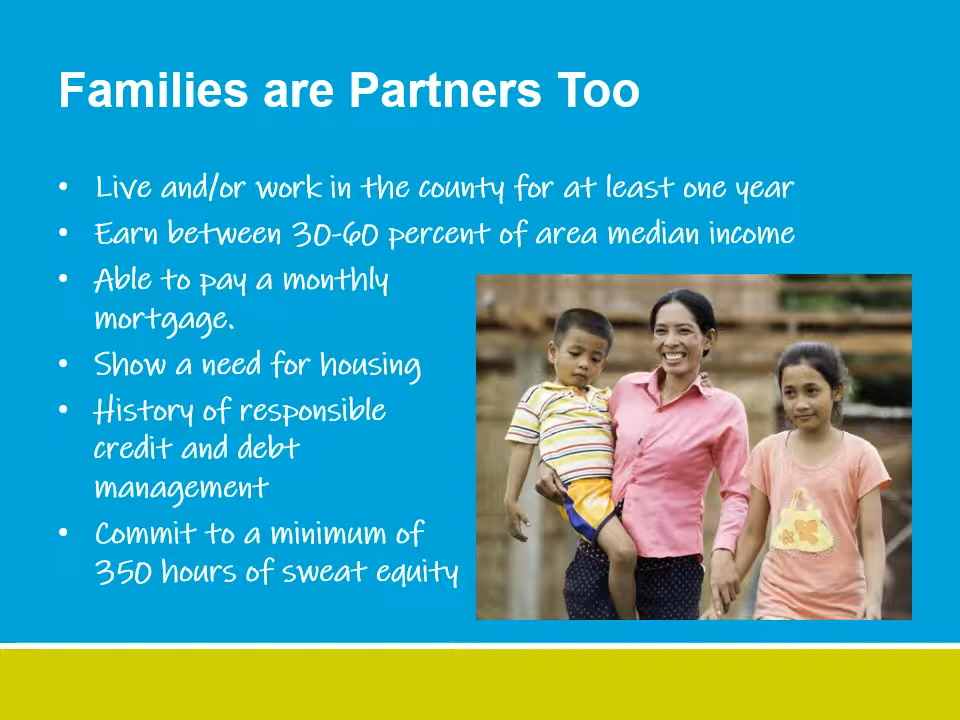 Families are Partners Too
• Live and/or work in the county for at least one year
• Earn between 30-60 percent of area median income
• Able to pay a monthly
mortgage.
• Show a need for housing
• History of responsible
credit and debt
management
• Commit to a minimum of
350 hours of sweat equity